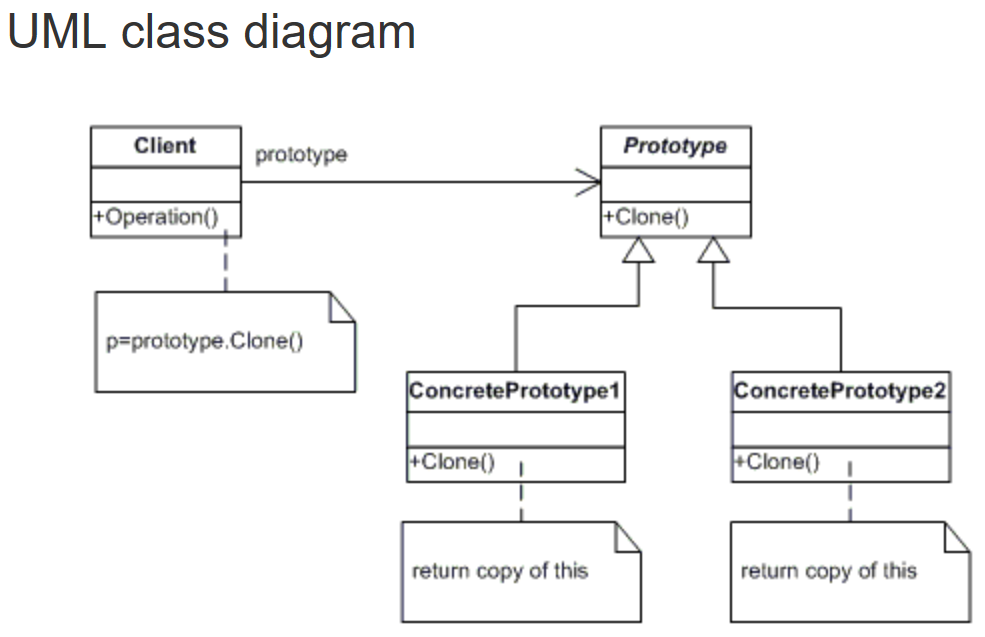 UML class diagram
Client
prototype
Prototype
+Operation()
+Clone()
p=prototype.Clone()
ConcretePrototype1
ConcretePrototype2
+Clone()
+Clone()
return copy of this
return copy of this